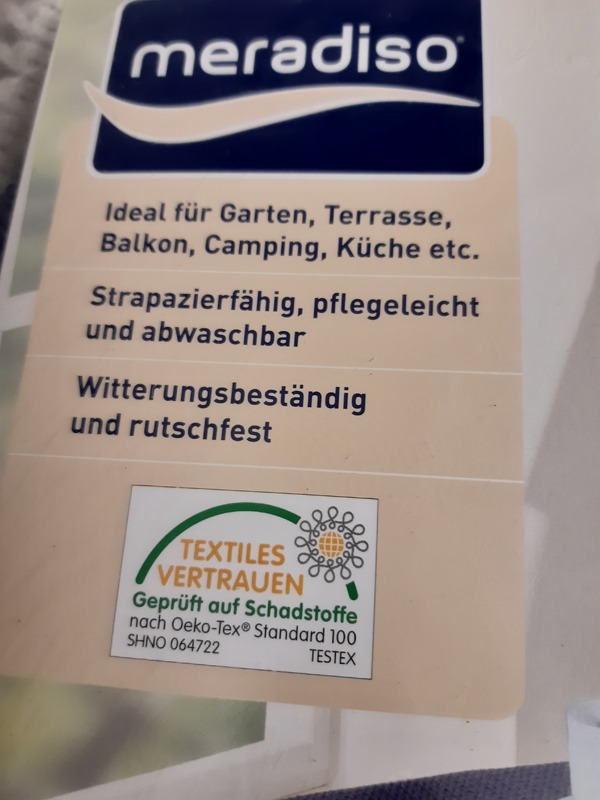 meradiso
Ideal für Garten, Terrasse,
Balkon, Camping, Küche etc.
Strapazierfähig, pflegeleicht
und abwaschbar
Witterungsbeständig
und rutschfest
TEXTILES
VERTRAUEN
Geprüft auf Schadstoffe
nach Oeko-Tex® Standard 100
SHNO 064722 TESTEX